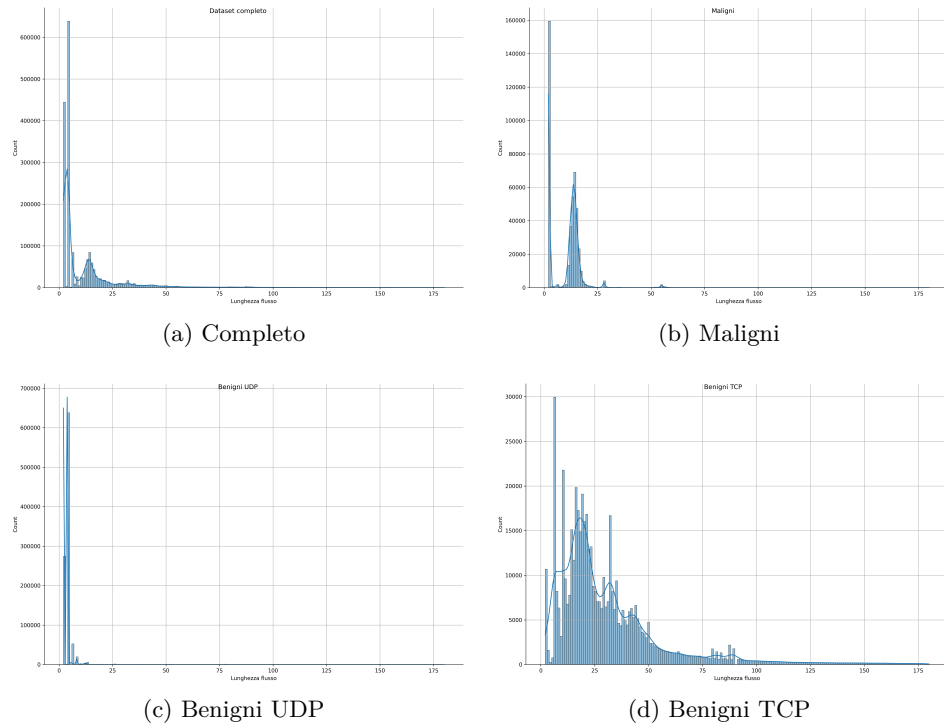 Dataset completo
600000
500000
400000
300000
200000
100000
0
Count
0 25 50 75 100 125 150 175
Lunghezza flusso
(a) Completo
Maligni
160000
140000
120000
100000
80000
60000
40000
20000
0
Count
0 25 50 75 100 125 150 175
Lunghezza flusso
(b) Maligni
Benigni UDP
700000
600000
500000
400000
300000
200000
100000
0
Count
0 25 50 75 100 125 150 175
Lunghezza flusso
(c) Benigni UDP
Benigni TCP
30000
25000
20000
15000
10000
5000
0
Count
0 25 50 75 100 125 150 175
Lunghezza flusso
(d) Benigni TCP